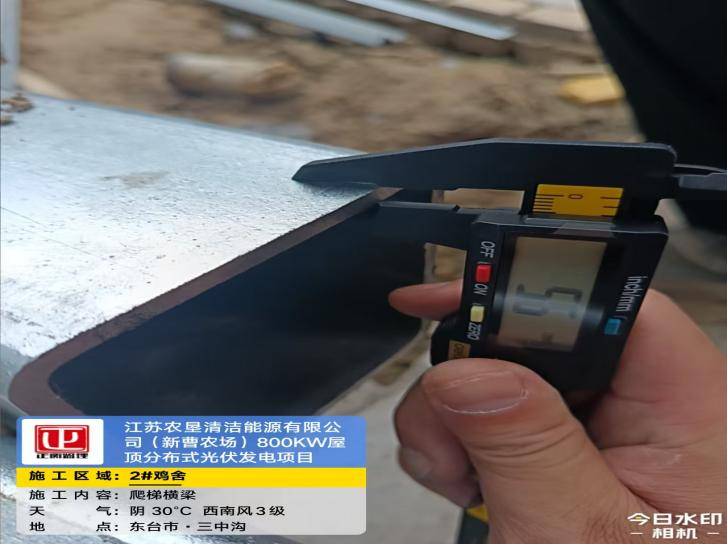 OFF
ON
ZERO
inch/mm
0
江苏农垦清洁能源有限公
司（新曹农场）800KW屋
顶分布式光伏发电项目
施工区域：2#鸡舍
施工内容：爬梯横梁
天气：阴 30℃ 西南风3级
地点：东台市·三中沟
今日水印
相机